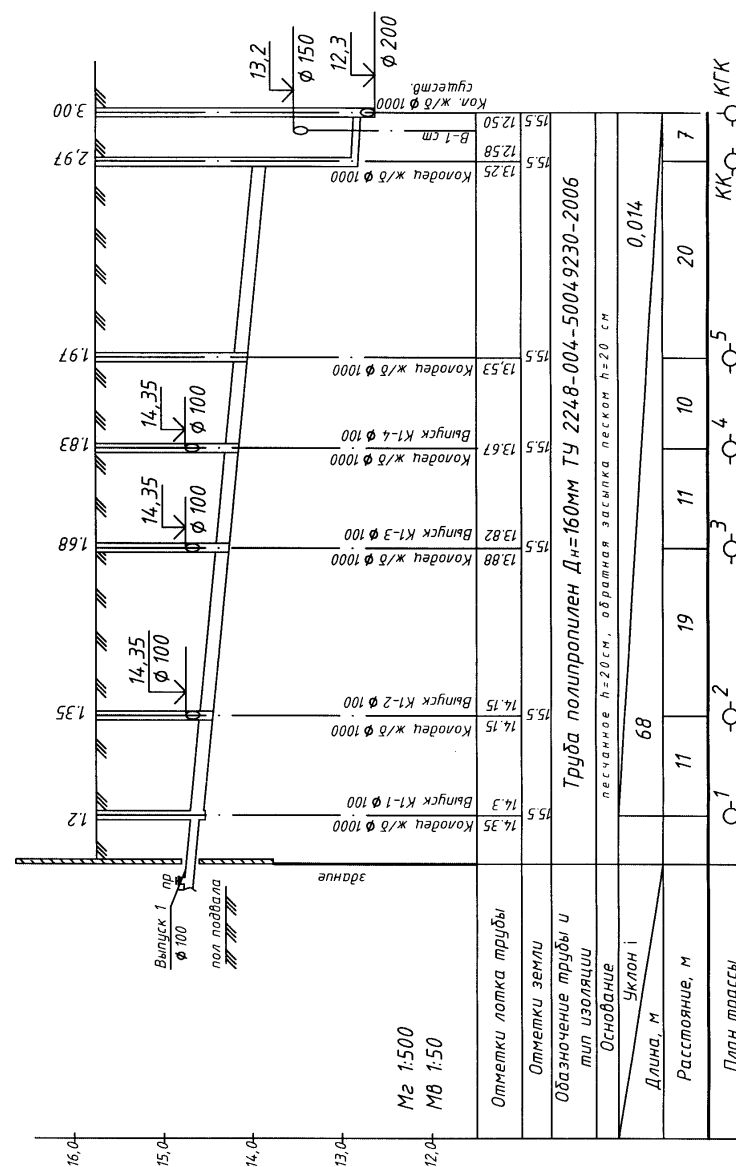 16,0
15,0
14,0
13,0
12,0
Мг 1:500
Мв 1:50
Выпуск 1
ф 100
пр
пол подвала
здание
1.2
1.35
1.68
1.83
1.97
2,97
3.00
14,35
ф 100
14,35
ф 100
14,35
ф 100
13,2
ф 150
12,3
ф 200
Колодец ж/б ф 1000
Выпуск К1-1 ф 100
Колодец ж/б ф 1000
Выпуск К1-2 ф 100
Колодец ж/б ф 1000
Выпуск К1-3 ф 100
Колодец ж/б ф 1000
Выпуск К1-4 ф 100
Колодец ж/б ф 1000
Колодец ж/б ф 1000
В-1 ст
Кол. ж/б ф 1000
существ.
Отметки лотка трубы
14.35
14.3
14.15
14.15
13.88
13.82
13.67
13,53
13.25
12.58
12.50
Отметки земли
15.5
15.5
15.5
15.5
15.5
15.5
Обазночение трубы и
тип изоляции
Труба полипропилен Дн=160мм ТУ 2248-004-50049230-2006
Основание
песчанное h=20см, обратная засыпка песком h=20 см
Уклон i
Длина, м
68
0,014
Расстояние, м
11
19
11
10
20
7
План трассы
1
2
3
4
5
КК
КГК